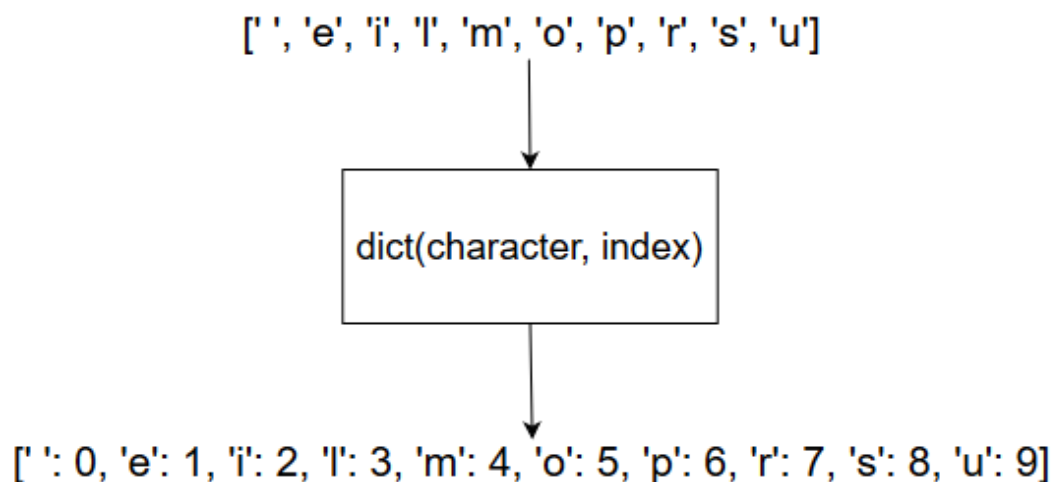 [' ', 'e', 'i', 'l', 'm', 'o', 'p', 'r', 's', 'u']
dict(character, index)
[' ': 0, 'e': 1, 'i': 2, 'l': 3, 'm': 4, 'o': 5, 'p': 6, 'r': 7, 's': 8, 'u': 9]